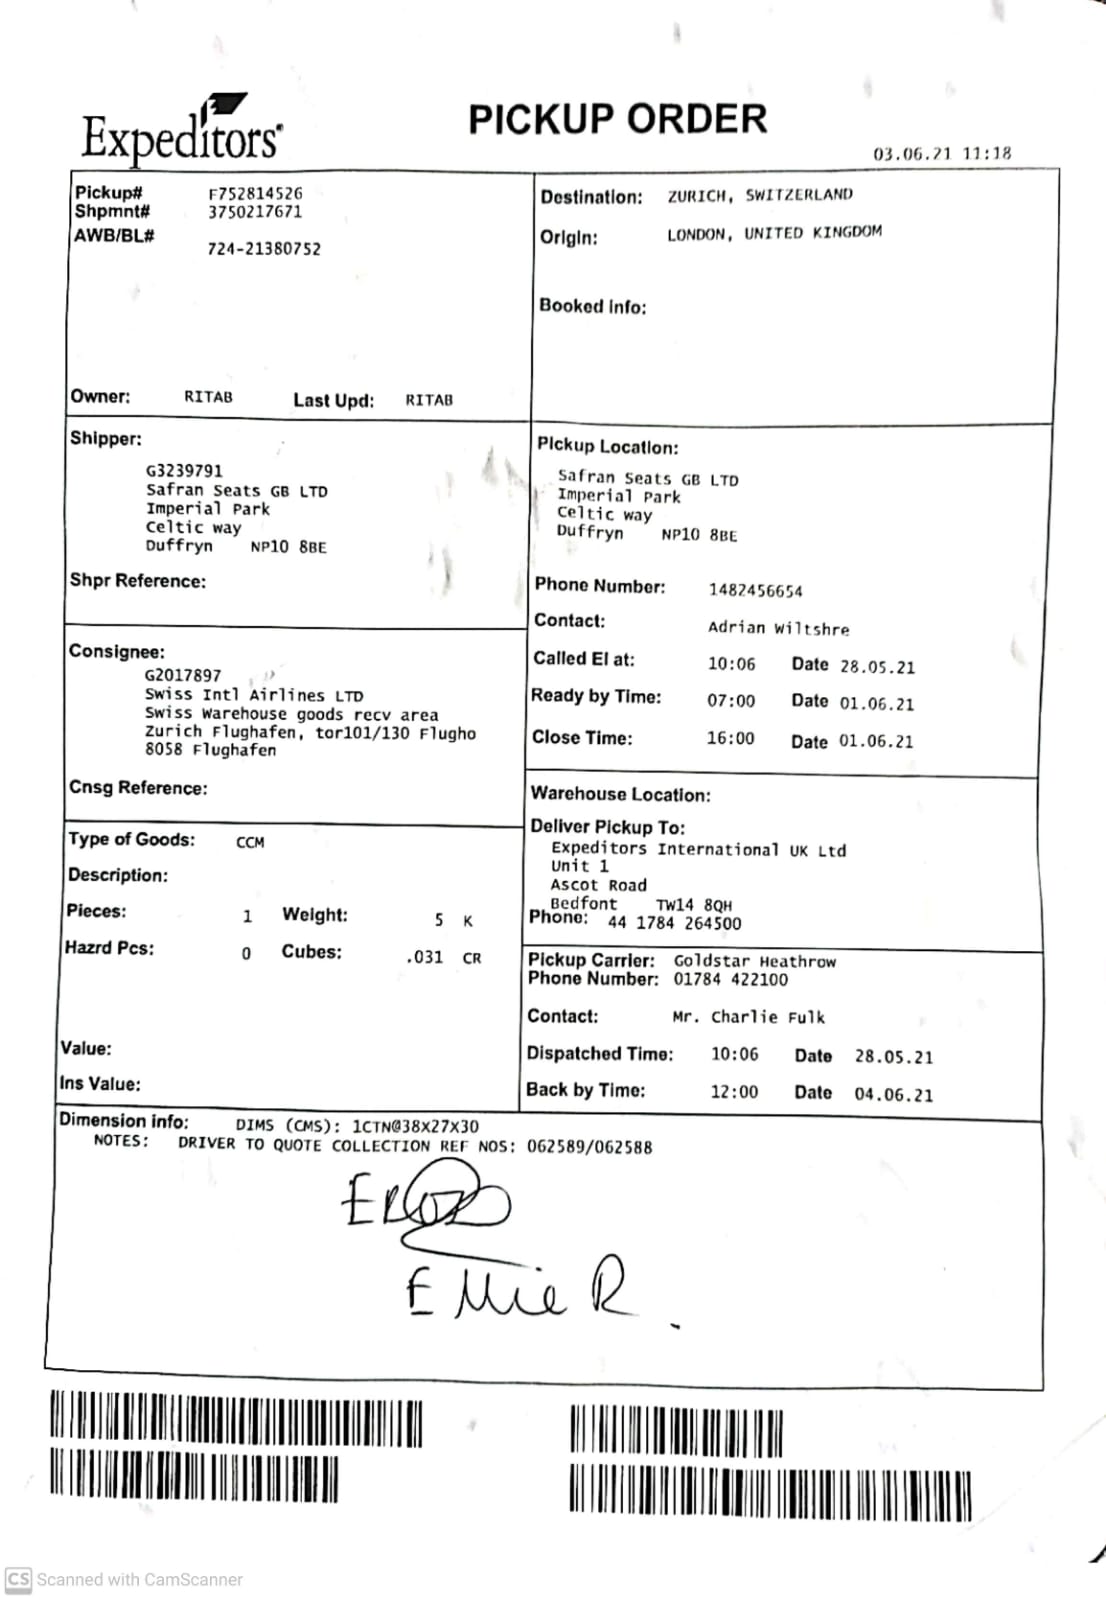 Expeditors
PICKUP ORDER
03.06.21 11:18
Pickup# F752814526
Shpmnt# 3750217671
AWB/BL#
724-21380752
Owner: RITAB Last Upd: RITAB
Destination: ZURICH, SWITZERLAND
Origin: LONDON, UNITED KINGDOM
Booked Info:
Shipper:
G3239791
Safran Seats GB LTD
Imperial Park
Celtic way
Duffryn NP10 8BE
Shpr Reference:
Pickup Location:
Safran Seats GB LTD
Imperial Park
Celtic way
Duffryn NP10 8BE
Phone Number: 1482456654
Contact: Adrian Wiltshre
Called EI at: 10:06 Date 28.05.21
Ready by Time: 07:00 Date 01.06.21
Close Time: 16:00 Date 01.06.21
Consignee:
G2017897
Swiss Intl Airlines LTD
Swiss Warehouse goods recv area
Zurich Flughafen, tor101/130 Flugho
8058 Flughafen
Cnsg Reference:
Warehouse Location:
Deliver Pickup To:
Expeditors International UK Ltd
Unit 1
Ascot Road
Bedfont TW14 8QH
Phone: 44 1784 264500
Type of Goods: CCM
Description:
Pieces: 1 Weight: 5 K
Hazrd Pcs: 0 Cubes: .031 CR
Value:
Ins Value:
Pickup Carrier: Goldstar Heathrow
Phone Number: 01784 422100
Contact: Mr. Charlie Fulk
Dispatched Time: 10:06 Date 28.05.21
Back by Time: 12:00 Date 04.06.21
Dimension info: DIMS (CMS): 1CTN@38X27X30
NOTES: DRIVER TO QUOTE COLLECTION REF NOS: 062589/062588
Ellie R.
CS Scanned with CamScanner